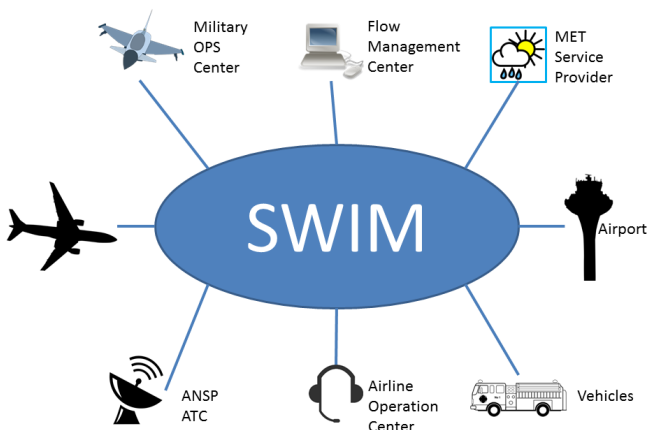 Military
OPS
Center
Flow
Management
Center
MET
Service
Provider
SWIM
Airport
ANSP
ATC
Airline
Operation
Center
Vehicles